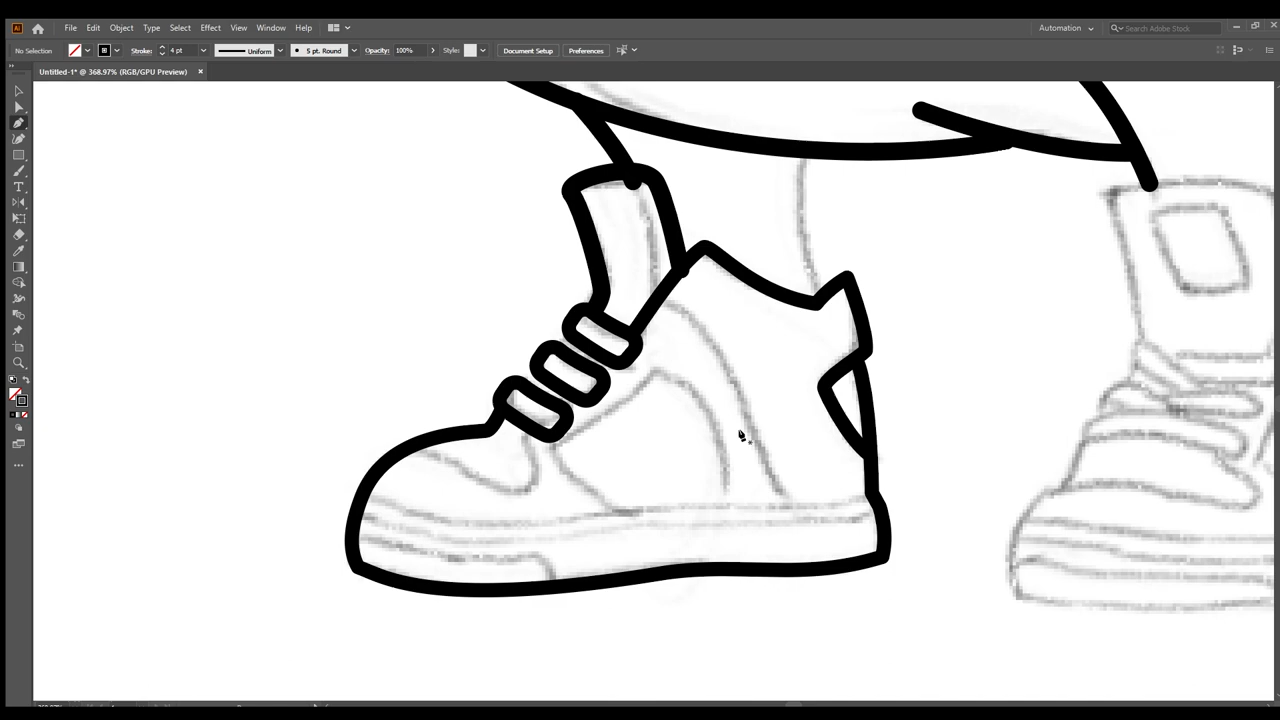 Ai File Edit Object Type Select Effect View Window Help Automation Search Adobe Stock
No Selection Stroke: 4 pt Uniform 5 pt. Round Opacity: 100% Style: Document Setup Preferences
Untitled-1* @ 368.97% (RGB/GPU Preview)